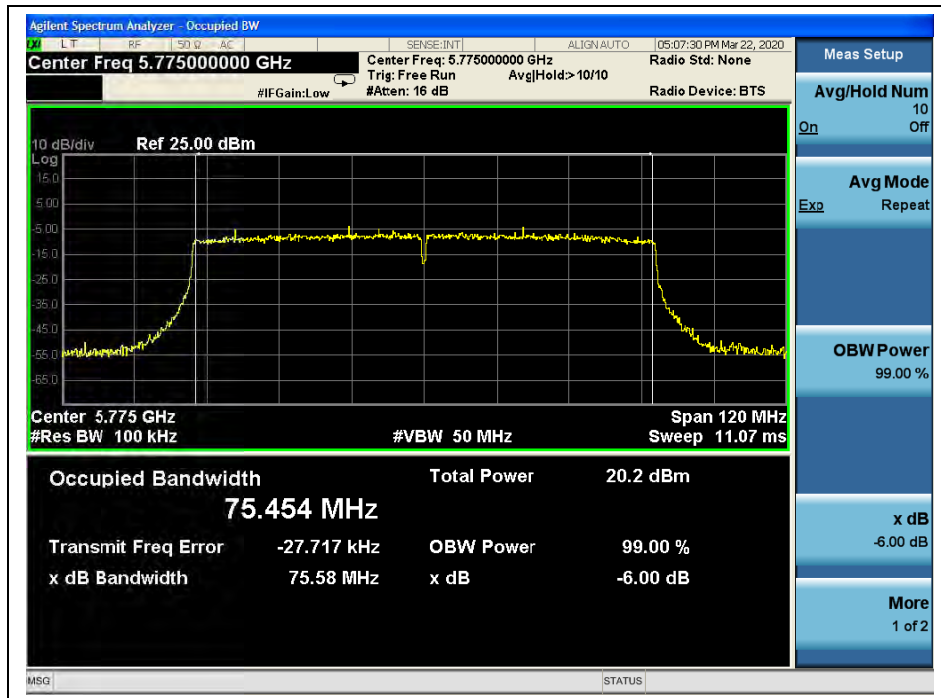 Agilent Spectrum Analyzer - Occupied BW
LXI LT RF 50 Ω AC SENSE:INT ALIGN AUTO 05:07:30 PM Mar 22, 2020
Center Freq 5.775000000 GHz Center Freq: 5.775000000 GHz Radio Std: None
Trig: Free Run Avg|Hold:> 10/10
#IFGain:Low #Atten: 16 dB Radio Device: BTS
10 dB/div Ref 25.00 dBm
Log
15.0
5.00
-5.00
-15.0
-25.0
-35.0
-45.0
-55.0
-65.0
Center 5.775 GHz Span 120 MHz
#Res BW 100 kHz #VBW 50 MHz Sweep 11.07 ms
Occupied Bandwidth Total Power 20.2 dBm
75.454 MHz
Transmit Freq Error -27.717 kHz OBW Power 99.00 %
x dB Bandwidth 75.58 MHz x dB -6.00 dB
MSG STATUS
Meas Setup
Avg/Hold Num
10
On Off
Avg Mode
Exp Repeat
OBW Power
99.00 %
x dB
-6.00 dB
More
1 of 2